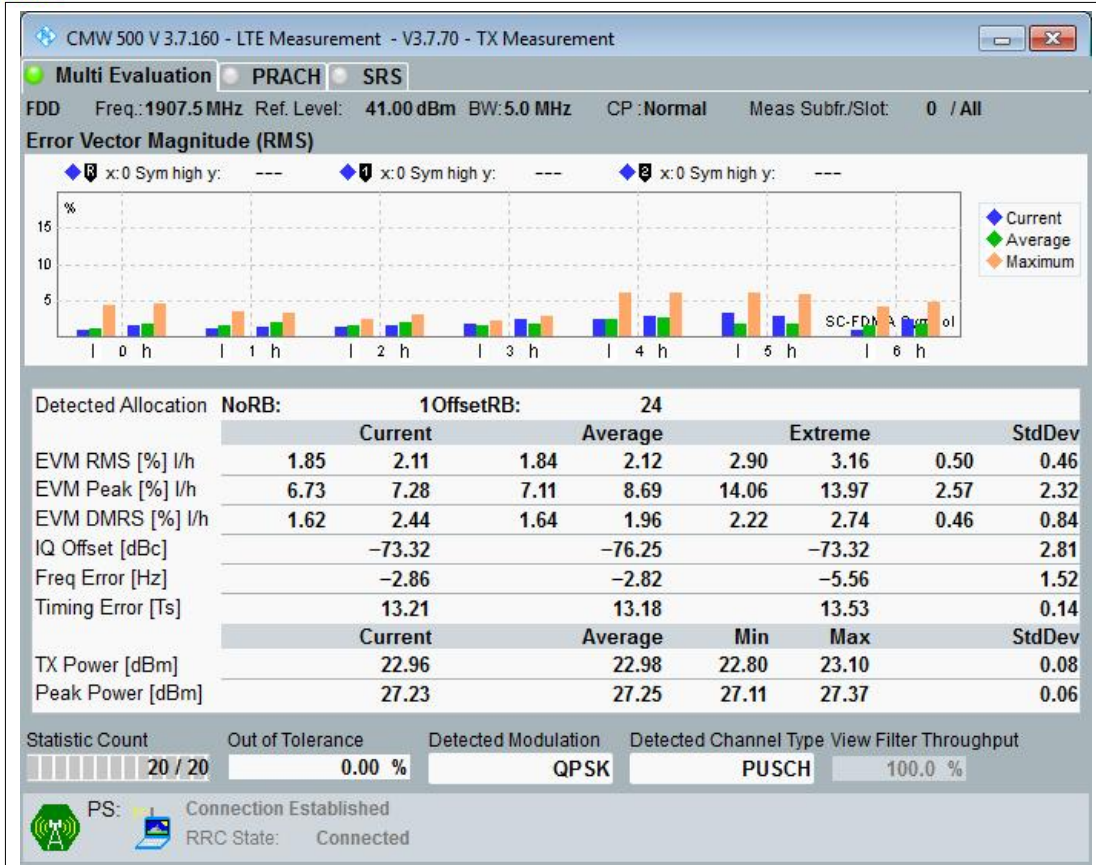 CMW 500 V 3.7.160 - LTE Measurement - V3.7.70 - TX Measurement
Multi Evaluation PRACH SRS
FDD Freq.: 1907.5 MHz Ref. Level: 41.00 dBm BW: 5.0 MHz CP : Normal Meas Subfr./Slot: 0 / All
Error Vector Magnitude (RMS)
R x: 0 Sym high y: --- 1 x: 0 Sym high y: --- 2 x: 0 Sym high y: ---
%
15
10
5
Current
Average
Maximum
l 0 h l 1 h l 2 h l 3 h l 4 h l 5 h l 6 h
Detected Allocation NoRB: 1 OffsetRB: 24
Current Average Extreme StdDev
EVM RMS [%] l/h 1.85 2.11 1.84 2.12 2.90 3.16 0.50 0.46
EVM Peak [%] l/h 6.73 7.28 7.11 8.69 14.06 13.97 2.57 2.32
EVM DMRS [%] l/h 1.62 2.44 1.64 1.96 2.22 2.74 0.46 0.84
IQ Offset [dBc] −73.32 −76.25 −73.32 2.81
Freq Error [Hz] −2.86 −2.82 −5.56 1.52
Timing Error [Ts] 13.21 13.18 13.53 0.14
Current Average Min Max StdDev
TX Power [dBm] 22.96 22.98 22.80 23.10 0.08
Peak Power [dBm] 27.23 27.25 27.11 27.37 0.06
Statistic Count Out of Tolerance Detected Modulation Detected Channel Type View Filter Throughput
20 / 20 0.00 % QPSK PUSCH 100.0 %
PS: Connection Established
RRC State: Connected